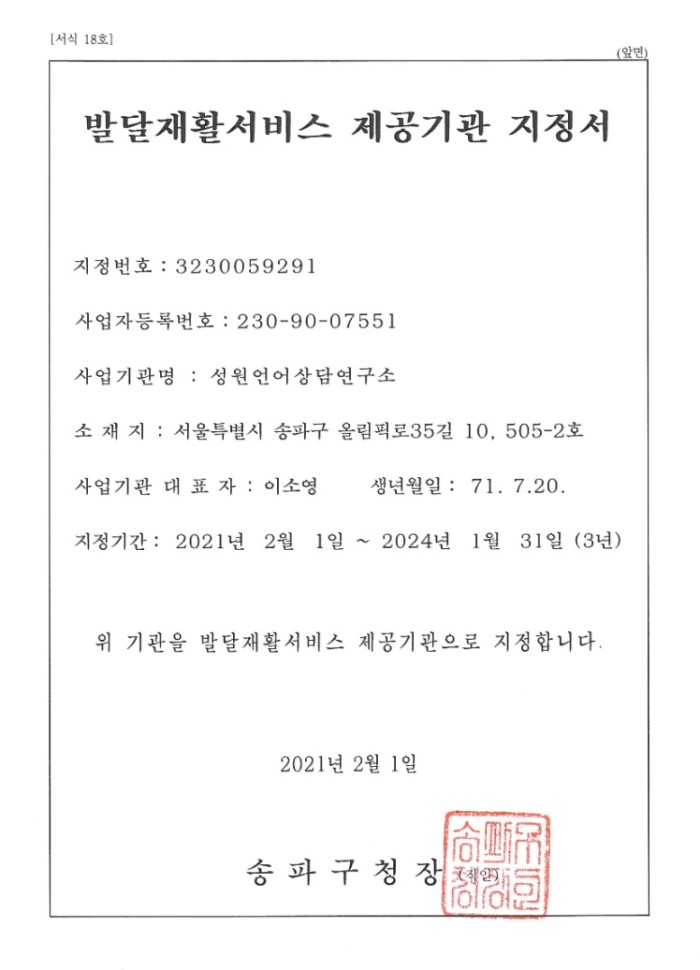 [서식 18호]
(앞면)
발달재활서비스 제공기관 지정서
지정번호 : 3230059291
사업자등록번호 : 230-90-07551
사업기관명 : 성원언어상담연구소
소 재 지 : 서울특별시 송파구 올림픽로35길 10, 505-2호
사업기관 대 표 자 : 이소영 생년월일 : 71. 7.20.
지정기간 : 2021년 2월 1일 ~ 2024년 1월 31일 (3년)
위 기관을 발달재활서비스 제공기관으로 지정합니다.
2021년 2월 1일
송 파 구 청 장 (직인)